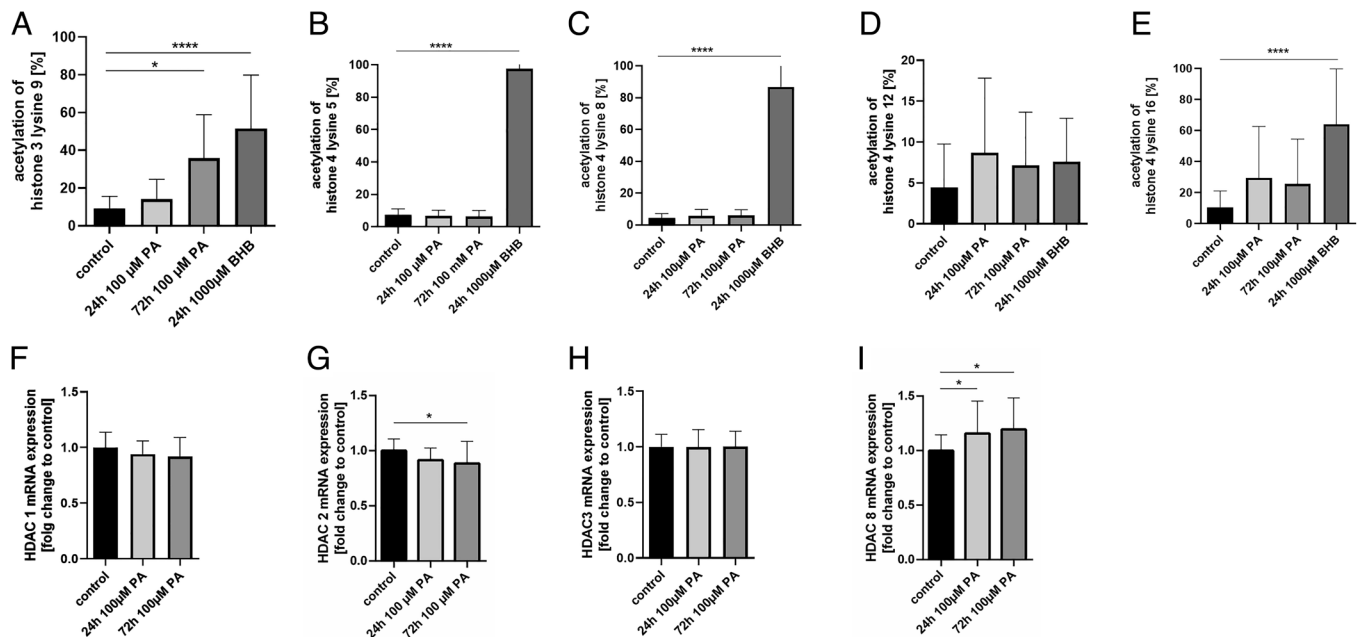 A
acetylation of
histone 3 lysine 9 [%]
100
80
60
40
20
0
****
*
control
24h 100 µM PA
72h 100 µM PA
24h 1000µM BHB
B
acetylation of
histone 4 lysine 5 [%]
100
80
60
40
20
0
****
control
24h 100 µM PA
72h 100 mM PA
24h 1000µM BHB
C
acetylation of
histone 4 lysine 8 [%]
100
80
60
40
20
0
****
control
24h 100µM PA
72h 100µM PA
24h 1000µM BHB
D
acetylation of
histone 4 lysine 12 [%]
20
15
10
5
0
control
24h 100µM PA
72h 100µM PA
24h 1000µM BHB
E
acetylation of
histone 4 lysine 16 [%]
100
80
60
40
20
0
****
control
24h 100µM PA
72h 100µM PA
24h 1000µM BHB
F
HDAC 1 mRNA expression
[fold change to control]
1.5
1.0
0.5
0.0
control
24h 100µM PA
72h 100µM PA
G
HDAC 2 mRNA expression
[fold change to control]
1.5
1.0
0.5
0.0
*
control
24h 100 µM PA
72h 100 µM PA
H
HDAC3 mRNA expression
[fold change to control]
1.5
1.0
0.5
0.0
control
24h 100µM PA
72h 100µM PA
I
HDAC 8 mRNA expression
[fold change to control]
1.5
1.0
0.5
0.0
*
*
control
24h 100µM PA
72h 100µM PA